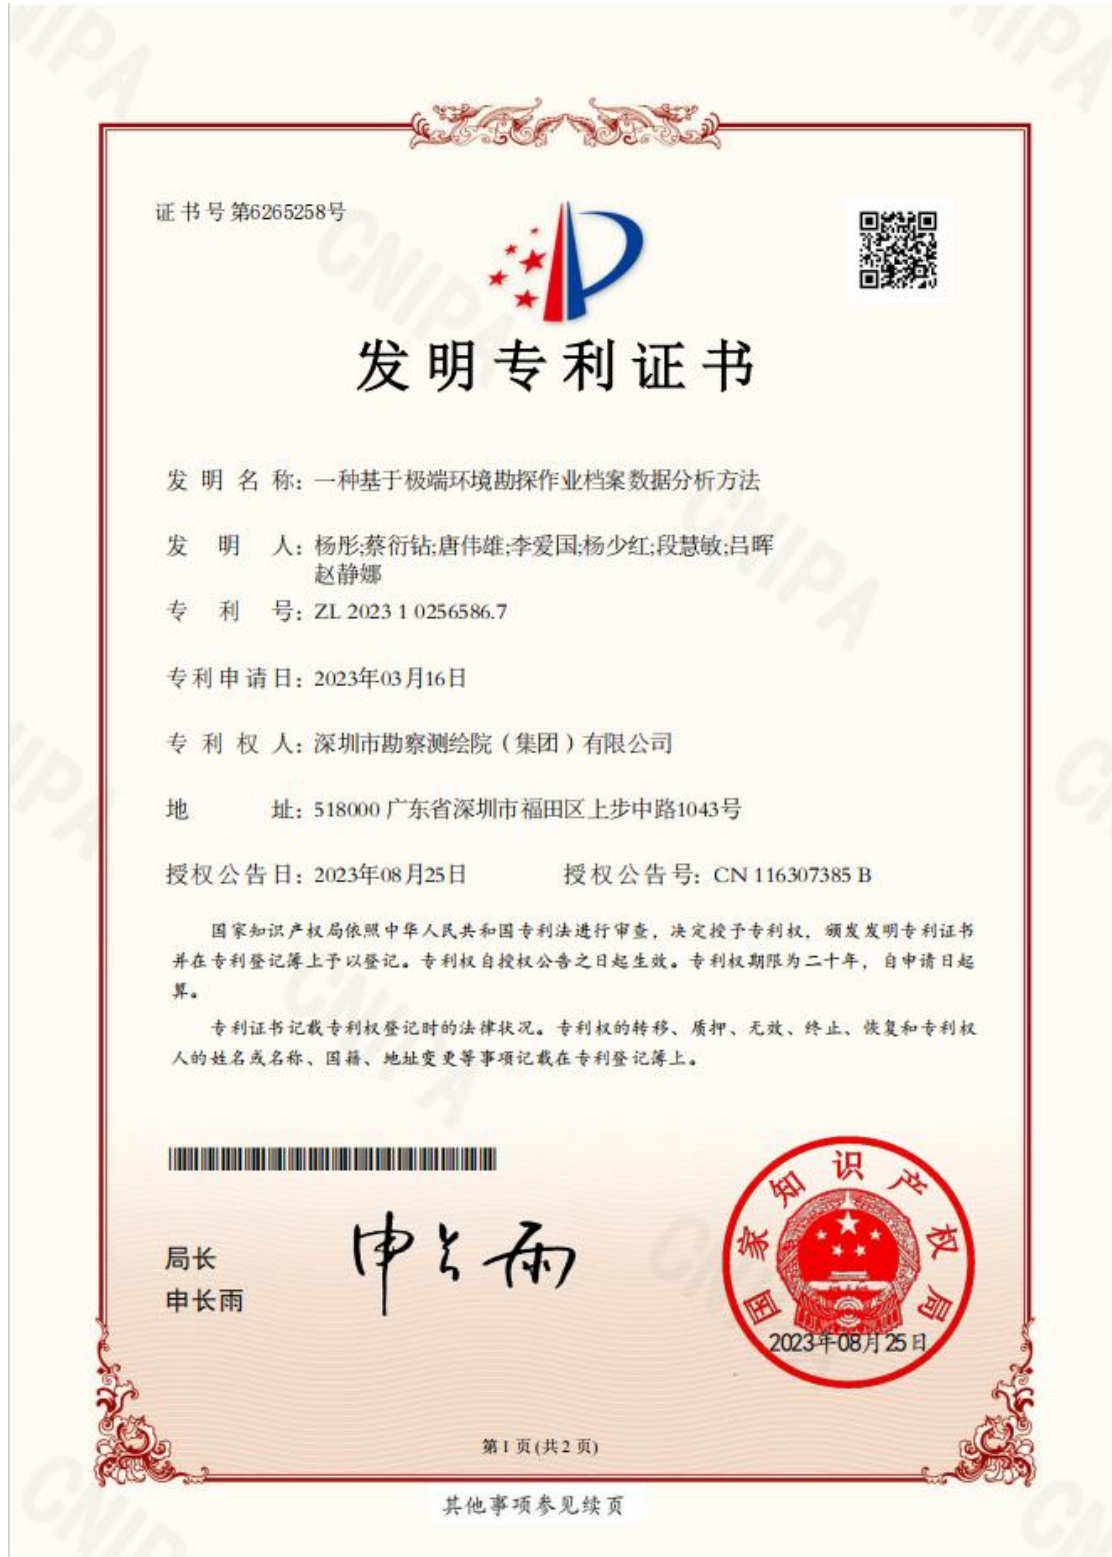 证书号第6265258号
发明专利证书
发明名称：一种基于极端环境勘探作业档案数据分析方法
发明人：杨彤;蔡衍钻;唐伟雄;李爱国;杨少红;段慧敏;吕晖
赵静娜
专利号：ZL 2023 1 0256586.7
专利申请日：2023年03月16日
专利权人：深圳市勘察测绘院（集团）有限公司
地址：518000 广东省深圳市福田区上步中路1043号
授权公告日：2023年08月25日 授权公告号：CN 116307385 B
国家知识产权局依照中华人民共和国专利法进行审查，决定授予专利权，颁发发明专利证书
并在专利登记簿上予以登记。专利权自授权公告之日起生效。专利权期限为二十年，自申请日起
算。
专利证书记载专利权登记时的法律状况。专利权的转移、质押、无效、终止、恢复和专利权
人的姓名或名称、国籍、地址变更等事项记载在专利登记簿上。
局长
申长雨
申长雨
国家知识产权局
2023年08月25日
第1页(共2页)
其他事项参见续页
CNIPA
CNIPA
CNIPA
CNIPA
CNIPA
CNIPA